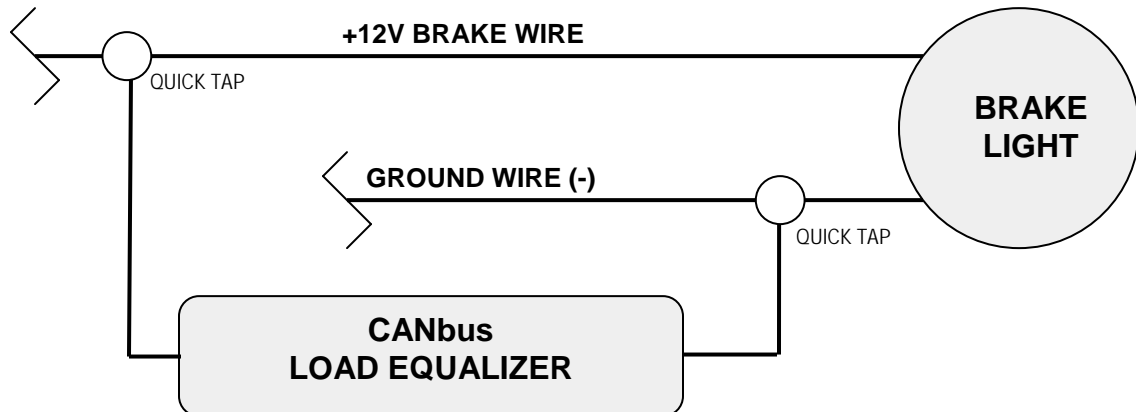 +12V BRAKE WIRE
QUICK TAP
BRAKE
LIGHT
GROUND WIRE (-)
QUICK TAP
CANbus
LOAD EQUALIZER